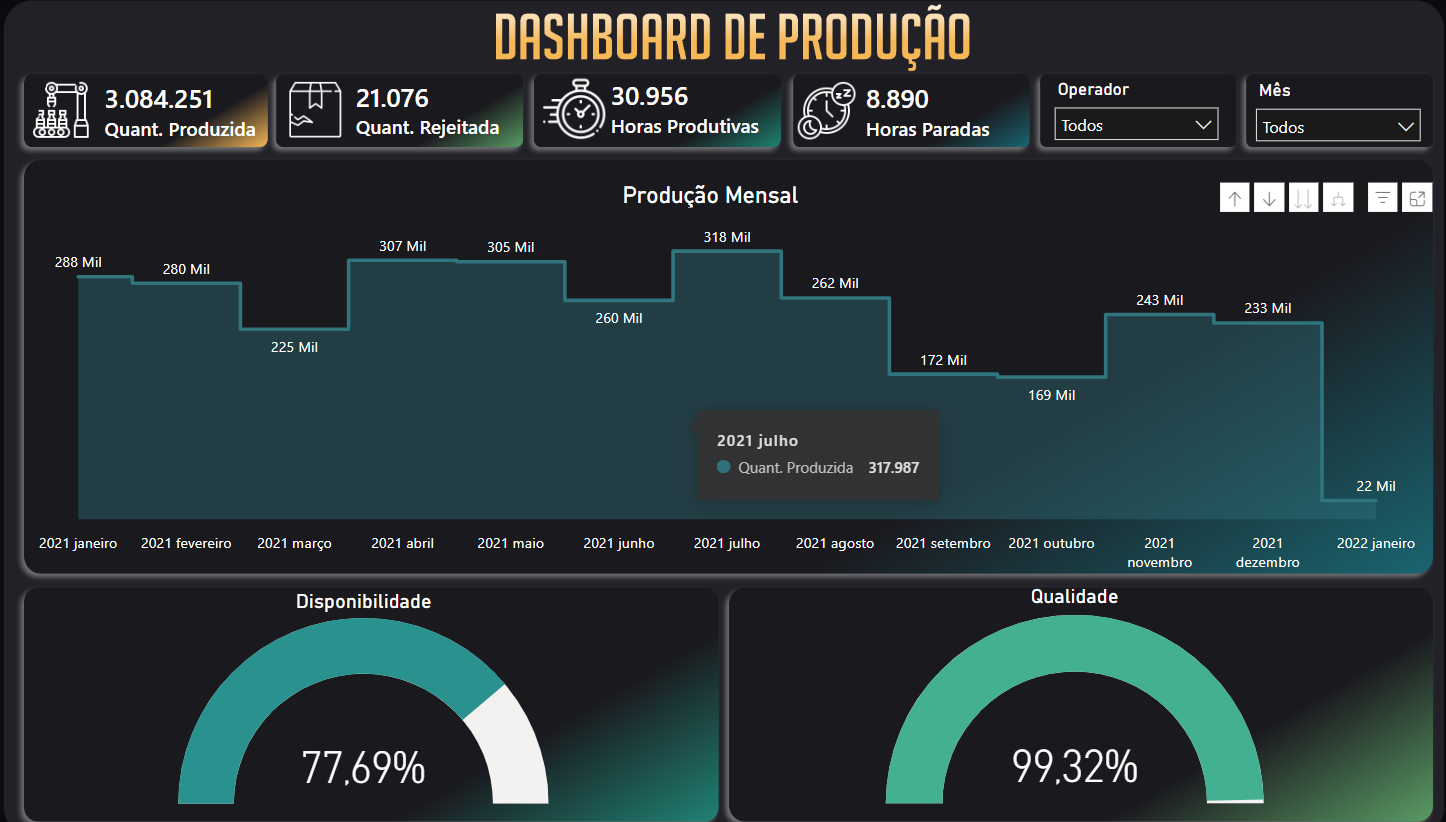 DASHBOARD DE PRODUÇÃO
3.084.251
Quant. Produzida
21.076
Quant. Rejeitada
30.956
Horas Produtivas
8.890
Horas Paradas
Operador
Todos
Mês
Todos
Produção Mensal
288 Mil
280 Mil
225 Mil
307 Mil
305 Mil
260 Mil
318 Mil
262 Mil
172 Mil
169 Mil
243 Mil
233 Mil
22 Mil
2021 julho
Quant. Produzida 317.987
2021 janeiro
2021 fevereiro
2021 março
2021 abril
2021 maio
2021 junho
2021 julho
2021 agosto
2021 setembro
2021 outubro
2021
novembro
2021
dezembro
2022 janeiro
Disponibilidade
77,69%
Qualidade
99,32%